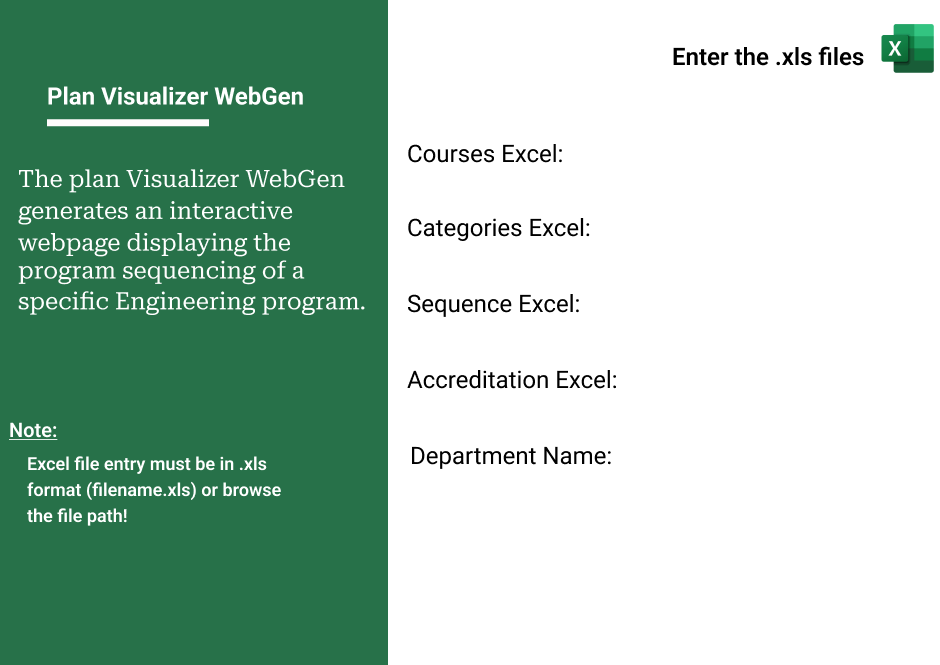 Plan Visualizer WebGen
The plan Visualizer WebGen
generates an interactive
webpage displaying the
program sequencing of a
specific Engineering program.
Note:
Excel file entry must be in .xls
format (filename.xls) or browse
the file path!
Enter the .xls files
X
Courses Excel:
Categories Excel:
Sequence Excel:
Accreditation Excel:
Department Name: